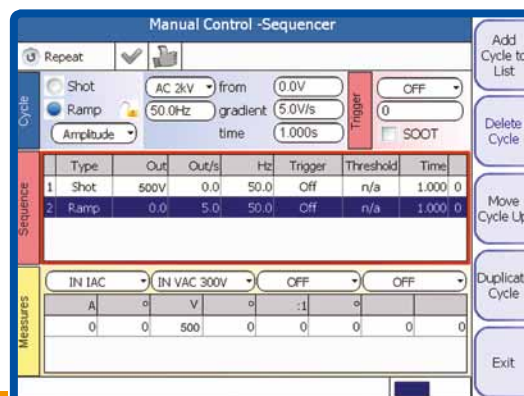 Manual Control -Sequencer
Repeat
Cycle
Shot
Ramp
Amplitude
AC 2kV
from
0.0V
50.0Hz
gradient
5.0V/s
time
1.000s
Trigger
OFF
0
SOOT
Sequence
Type Out Out/s Hz Trigger Threshold Time
1 Shot 500V 0.0 50.0 Off n/a 1.000 0
2 Ramp 0.0 5.0 50.0 Off n/a 1.000 0
Measures
IN IAC IN VAC 300V OFF OFF
A ° V ° :1 °
0 0 500 0 0 0 0 0
Add
Cycle to
List
Delete
Cycle
Move
Cycle Up
Duplicat
Cycle
Exit